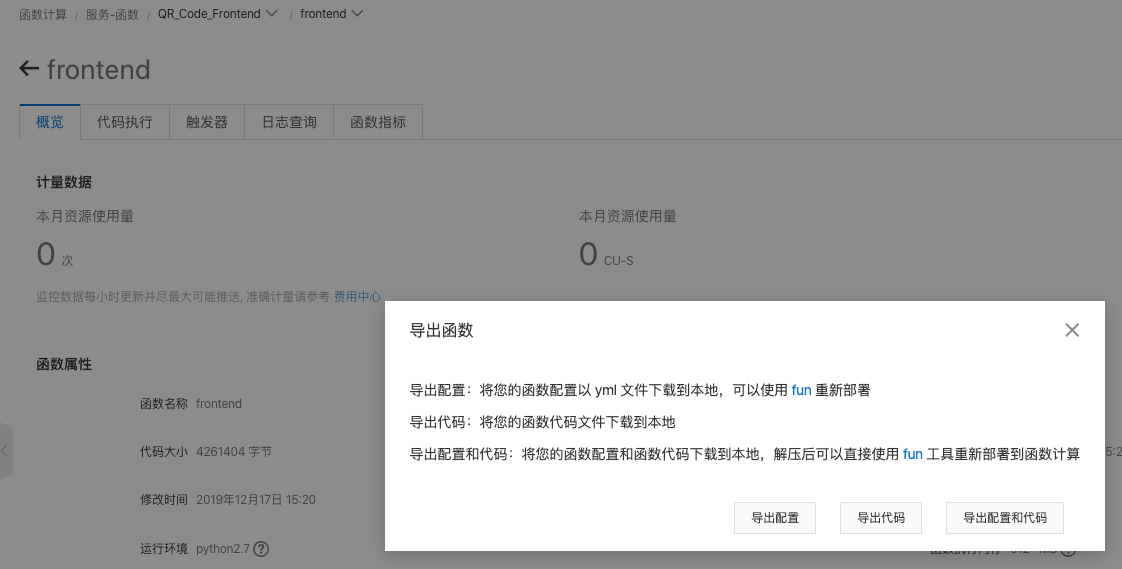 函数计算 / 服务-函数 / QR_Code_Frontend / frontend
frontend
概览 代码执行 触发器 日志查询 函数指标
计量数据
本月资源使用量 本月资源使用量
0 次 0 CU-S
监控数据每小时更新并尽最大可能推送, 准确计量请参考 费用中心
导出函数
函数属性
导出配置：将您的函数配置以 yml 文件下载到本地，可以使用 fun 重新部署
函数名称 frontend
导出代码：将您的函数代码文件下载到本地
代码大小 4261404 字节
导出配置和代码：将您的函数配置和函数代码下载到本地，解压后可以直接使用 fun 工具重新部署到函数计算
修改时间 2019年12月17日 15:20
导出配置 导出代码 导出配置和代码
运行环境 python2.7